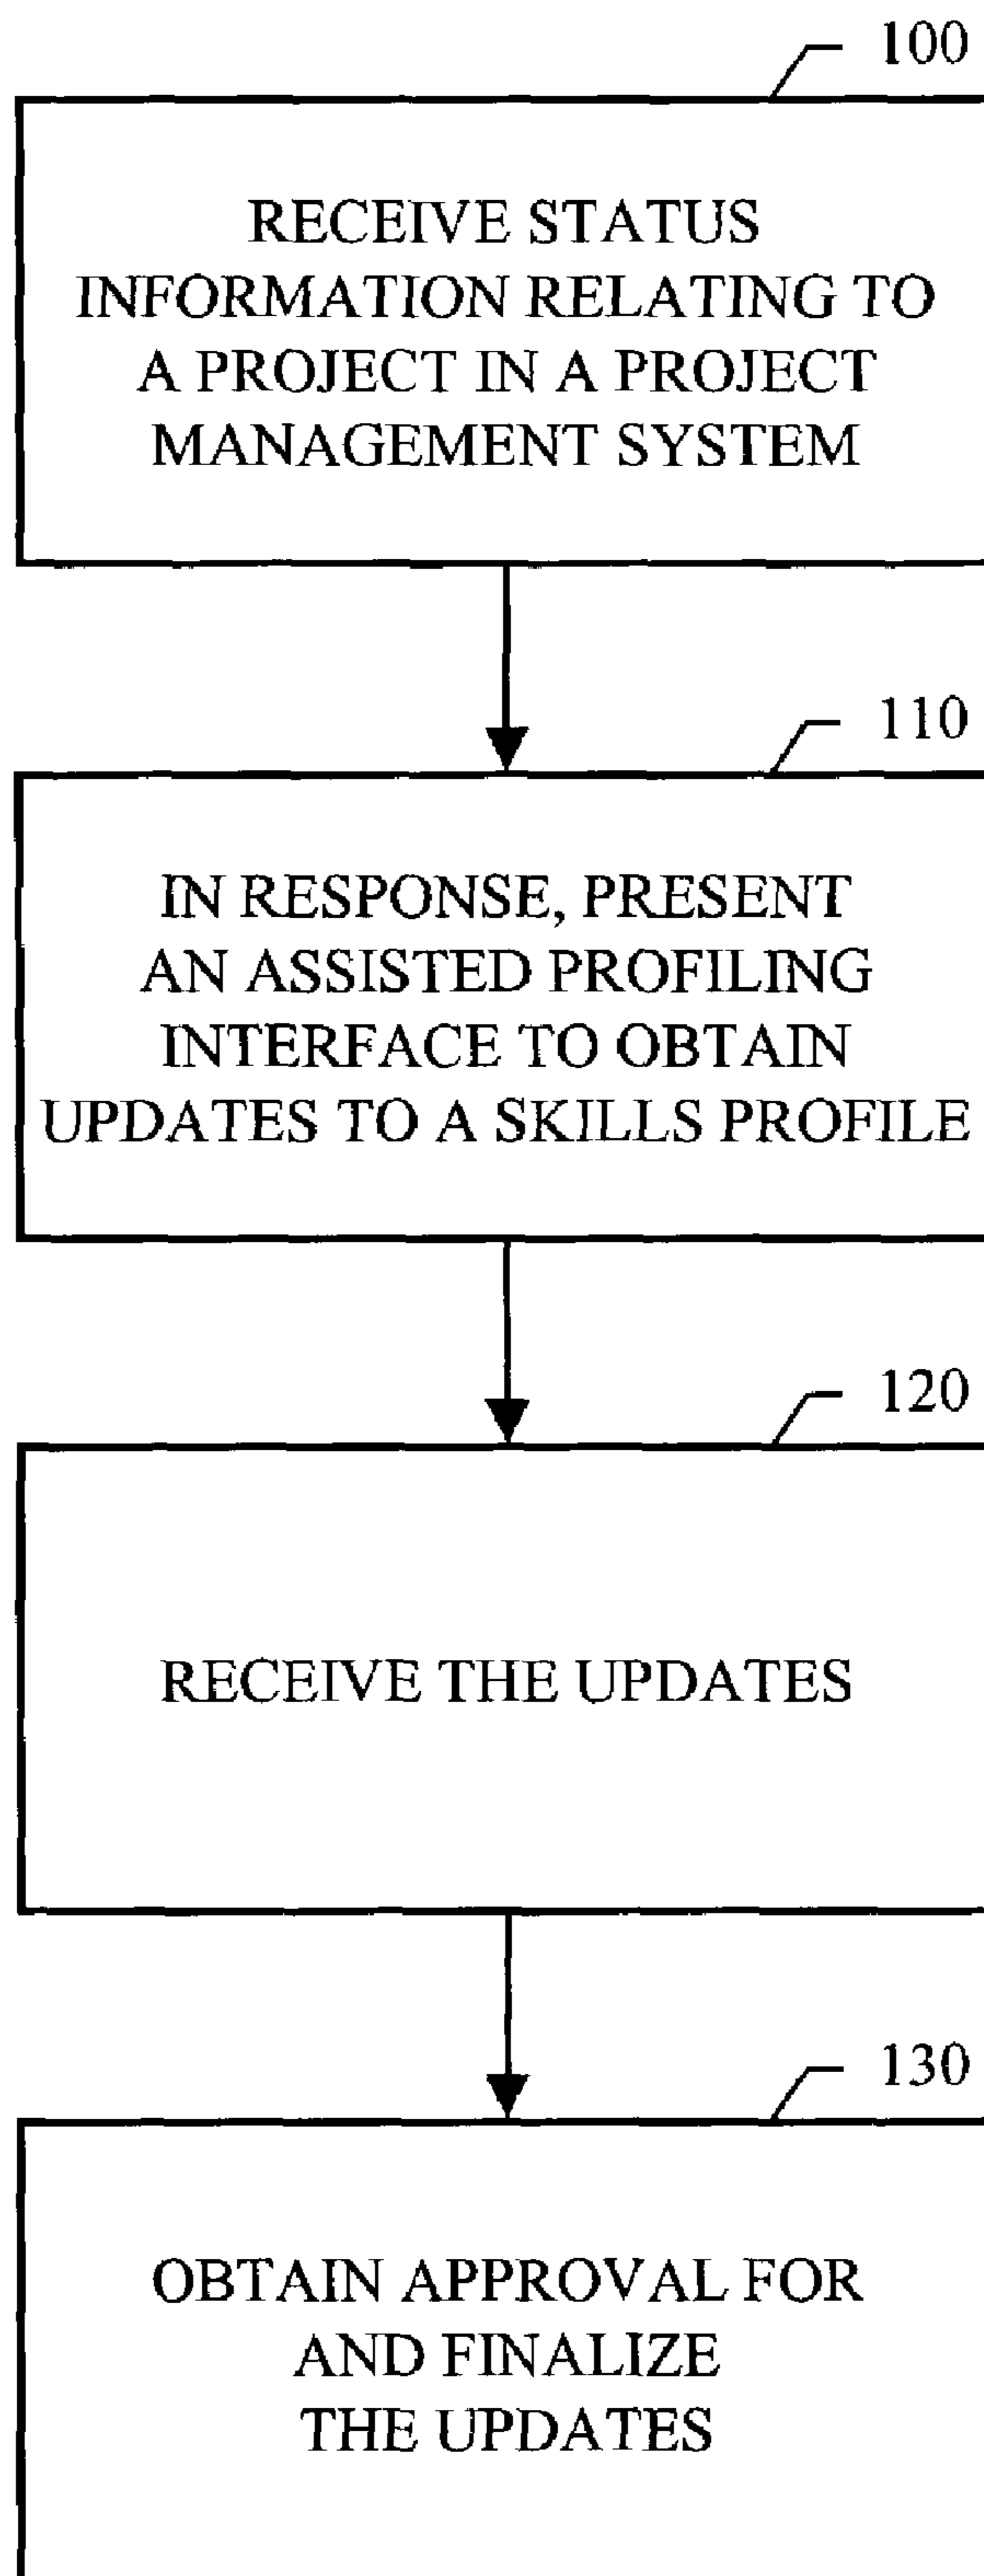 100
RECEIVE STATUS
INFORMATION RELATING TO
A PROJECT IN A PROJECT
MANAGEMENT SYSTEM
110
IN RESPONSE, PRESENT
AN ASSISTED PROFILING
INTERFACE TO OBTAIN
UPDATES TO A SKILLS PROFILE
120
RECEIVE THE UPDATES
130
OBTAIN APPROVAL FOR
AND FINALIZE
THE UPDATES